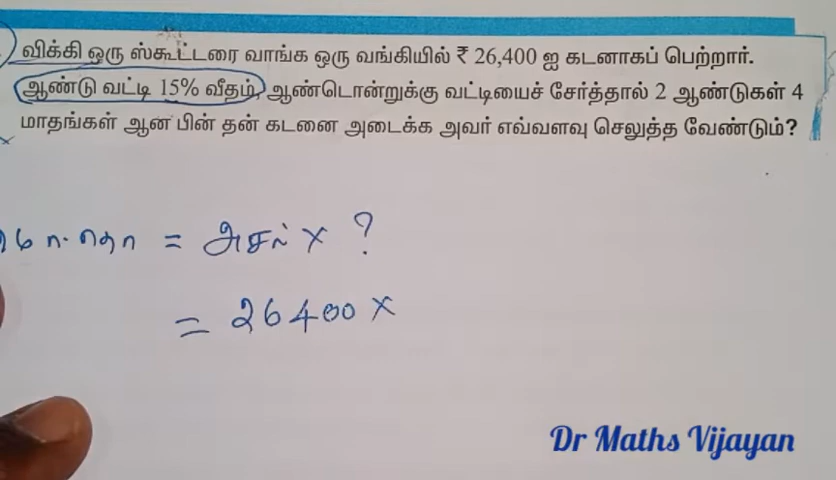 விக்கி ஒரு ஸ்கூட்டரை வாங்க ஒரு வங்கியில் ₹ 26,400 ஐ கடனாகப் பெற்றார்.
ஆண்டு வட்டி 15% வீதம், ஆண்டொன்றுக்கு வட்டியைச் சேர்த்தால் 2 ஆண்டுகள் 4
மாதங்கள் ஆன பின் தன் கடனை அடைக்க அவர் எவ்வளவு செலுத்த வேண்டும்?
= அசல் x ?
= 26400 x
Dr Maths Vijayan